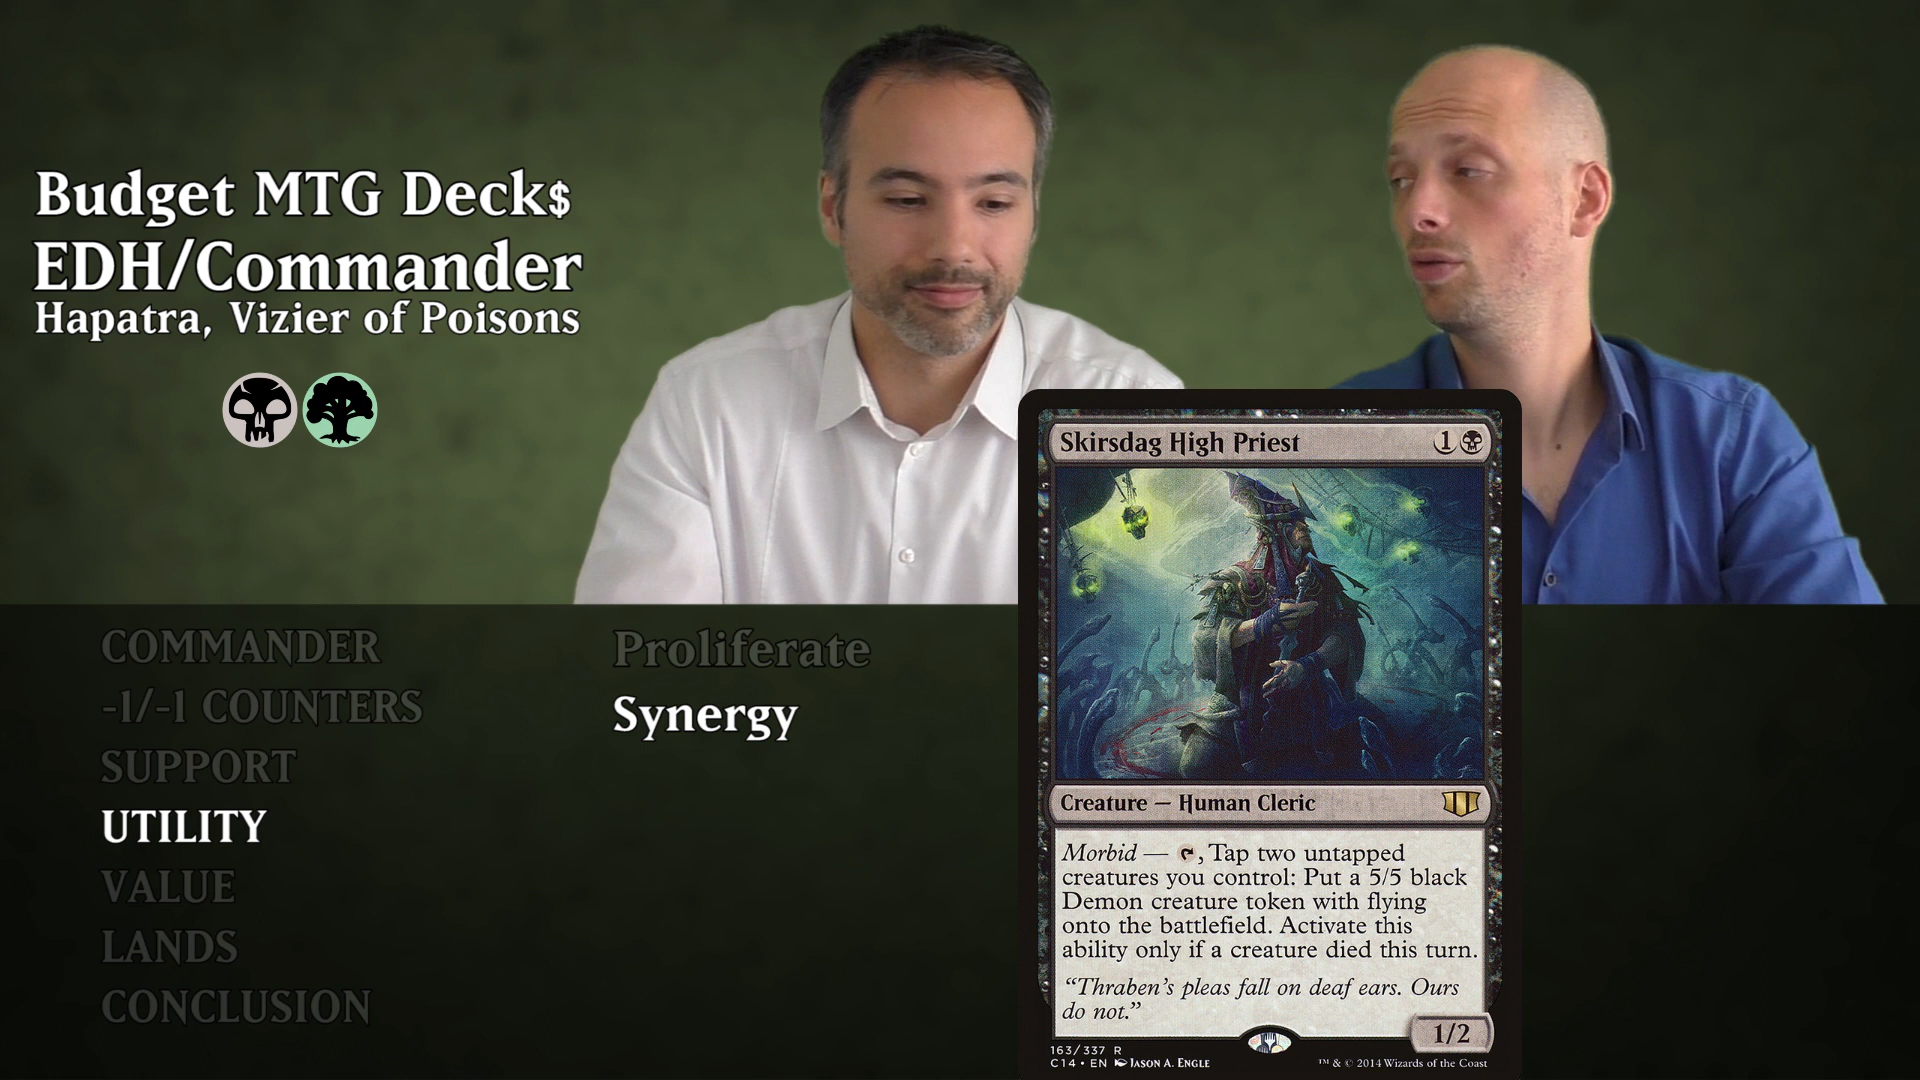 Budget MTG Deck$
EDH/Commander
Hapatra, Vizier of Poisons
COMMANDER
-1/-1 COUNTERS
SUPPORT
UTILITY
VALUE
LANDS
CONCLUSION
Proliferate
Synergy
Skirsdag High Priest
1
Creature — Human Cleric
Morbid — , Tap two untapped
creatures you control: Put a 5/5 black
Demon creature token with flying
onto the battlefield. Activate this
ability only if a creature died this turn.
“Thraben’s pleas fall on deaf ears. Ours
do not.”
1/2
163/337 R
C14 • EN Jason A. Engle
™ & © 2014 Wizards of the Coast